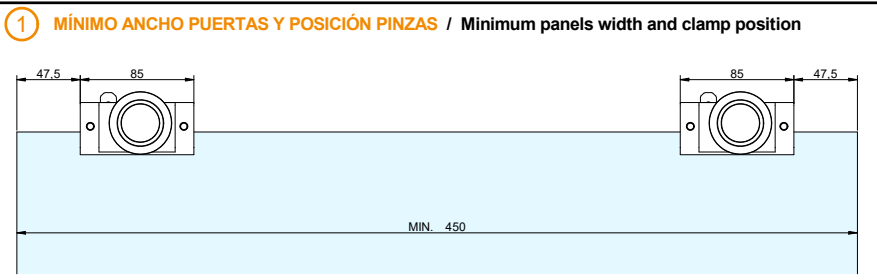 1 MÍNIMO ANCHO PUERTAS Y POSICIÓN PINZAS / Minimum panels width and clamp position
47,5 85 85 47,5
MIN. 450